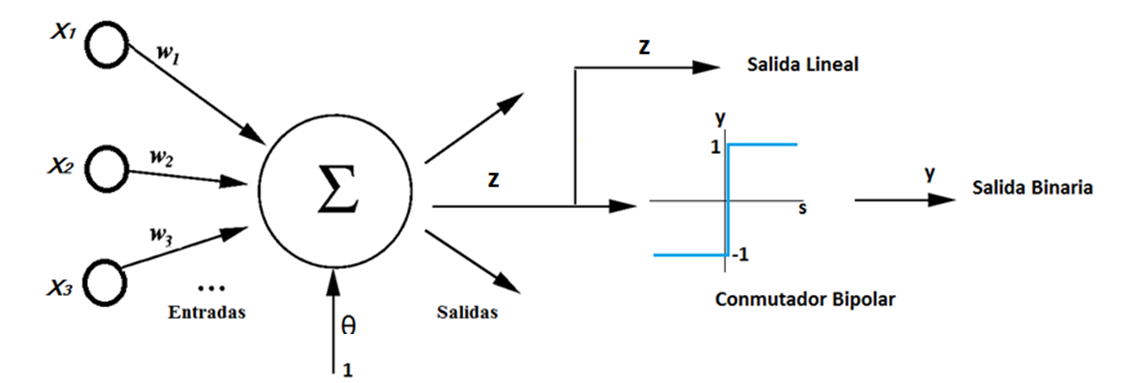 X1
w1
X2
w2
X3
w3
...
Entradas
Σ
θ
1
Salidas
z
z
Salida Lineal
y
1
s
-1
Conmutador Bipolar
y
Salida Binaria